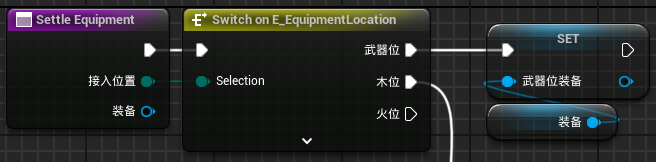 Settle Equipment
接入位置
装备
Switch on E_EquipmentLocation
Selection
武器位
木位
火位
SET
武器位装备
装备